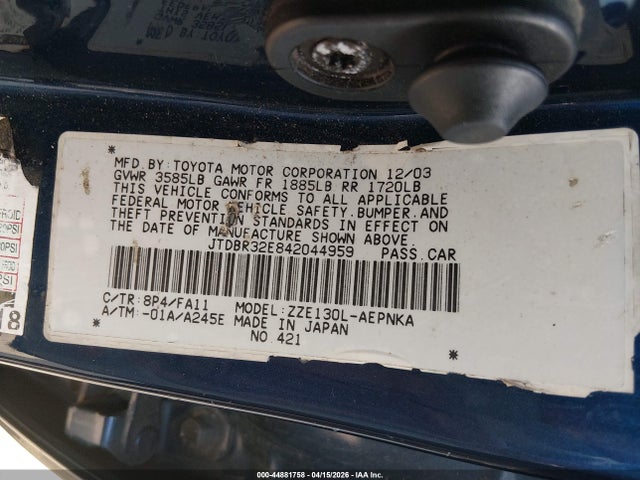 MFD.BY:TOYOTA MOTOR CORPORATION 12/03
GVWR 3585LB GAWR FR 1885LB RR 1720LB
THIS VEHICLE CONFORMS TO ALL APPLICABLE
FEDERAL MOTOR VEHICLE SAFETY,BUMPER,AND
THEFT PREVENTION STANDARDS IN EFFECT
ON THE DATE OF MANUFACTURE SHOWN ABOVE.
JTDBR32E842044959 PASS.CAR
C/TR:8P4/FA11 MODEL:ZZE130L-AEPNKA
A/TM:-01A/A245E MADE IN JAPAN
NO.421
PSI
18
000-44881758 - 04/15/2026 - IAA Inc.